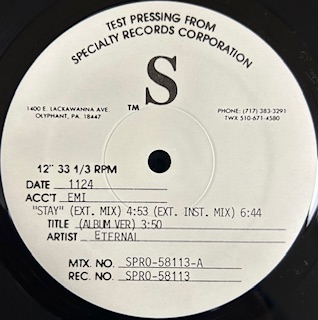 TEST PRESSING FROM
SPECIALTY RECORDS CORPORATION
S
TM
1400 E. LACKAWANNA AVE.
OLYPHANT, PA. 18447
PHONE: (717) 383-3291
TWX 510-671-4580
12" 33 1/3 RPM
DATE 1124
ACC'T EMI
"STAY" (EXT. MIX) 4:53 (EXT. INST. MIX) 6:44
TITLE (ALBUM VER) 3:50
ARTIST ETERNAL
MTX. NO. SPRO-58113-A
REC. NO. SPRO-58113